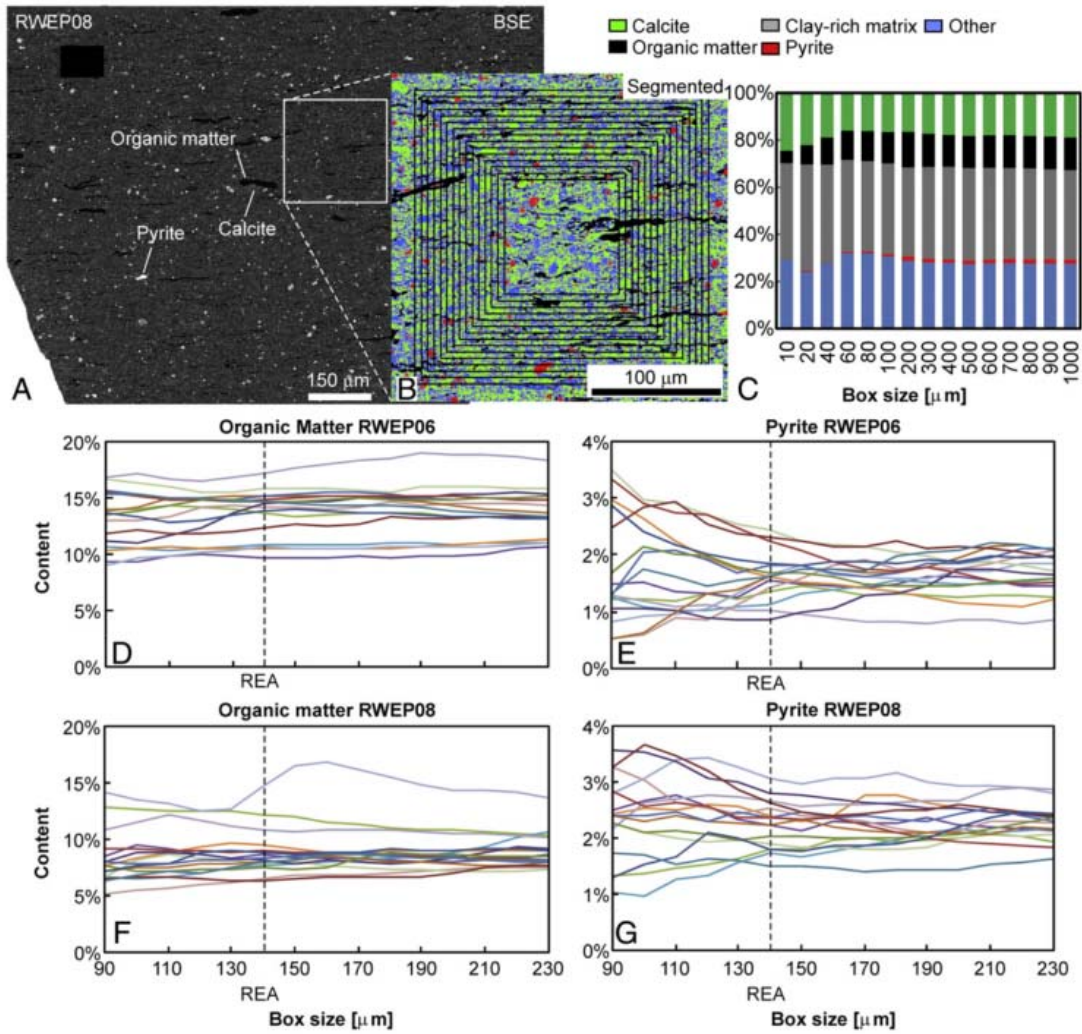 RWEP08
BSE
Organic matter
Pyrite
Calcite
150 μm
A
Segmented
100 μm
B
Calcite
Clay-rich matrix
Other
Organic matter
Pyrite
100%
80%
60%
40%
20%
0%
10
20
40
60
80
100
200
300
400
500
600
700
800
900
1000
C
Box size [μm]
Organic Matter RWEP06
20%
15%
10%
5%
0%
Content
D
REA
Pyrite RWEP06
4%
3%
2%
1%
0%
E
REA
Organic matter RWEP08
20%
15%
10%
5%
0%
Content
F
90 110 130 150 170 190 210 230
REA
Box size [μm]
Pyrite RWEP08
4%
3%
2%
1%
0%
G
90 110 130 150 170 190 210 230
REA
Box size [μm]